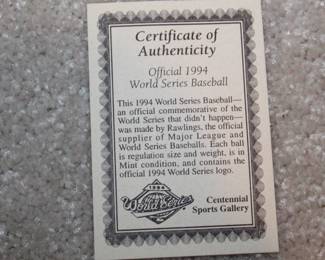 Certificate of
Authenticity
Official 1994
World Series Baseball
This 1994 World Series Baseball—
an official commemorative of the
World Series that didn't happen—
was made by Rawlings, the official
supplier of Major League and
World Series Baseballs. Each ball
is regulation size and weight, is in
Mint condition, and contains the
official 1994 World Series logo.
1994
World Series
Centennial
Sports Gallery